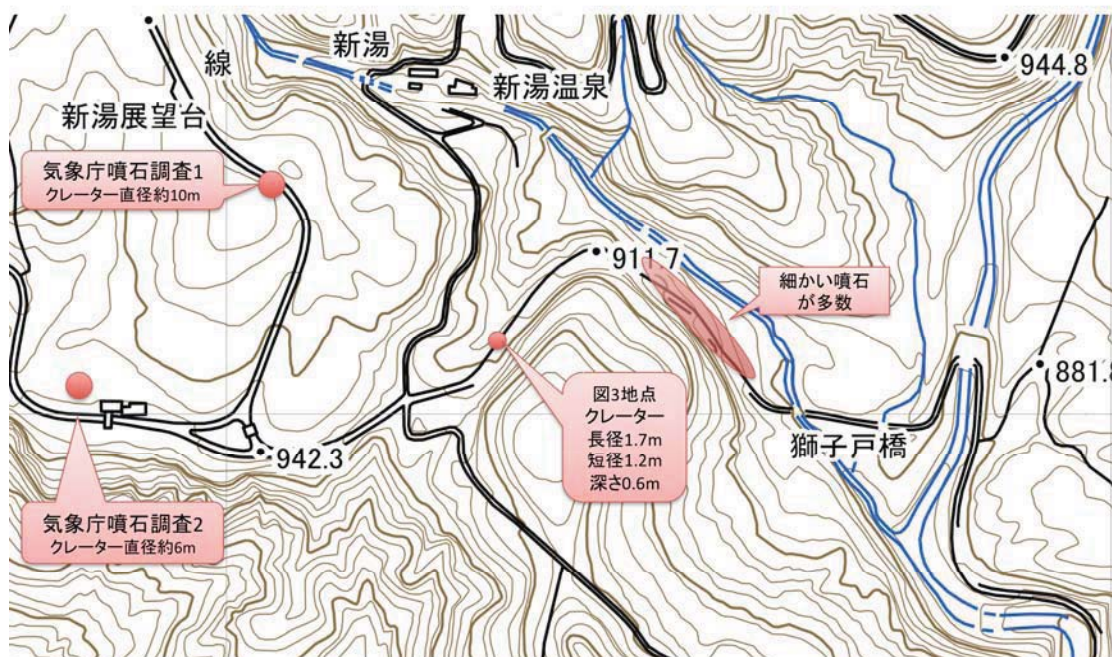 新湯
線
944.8
新湯温泉
新湯展望台
気象庁噴石調査1
クレーター直径約10m
911.7
細かい噴石
が多数
881.8
図3地点
クレーター
長径1.7m
短径1.2m
深さ0.6m
獅子戸橋
942.3
気象庁噴石調査2
クレーター直径約6m